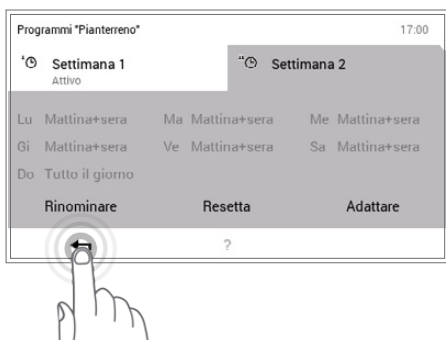 Programmi "Pianterreno" 17:00
Settimana 1 Settimana 2
Attivo
Lu Mattina+sera Ma Mattina+sera Me Mattina+sera
Gi Mattina+sera Ve Mattina+sera Sa Mattina+sera
Do Tutto il giorno
Rinominare Resetta Adattare
?